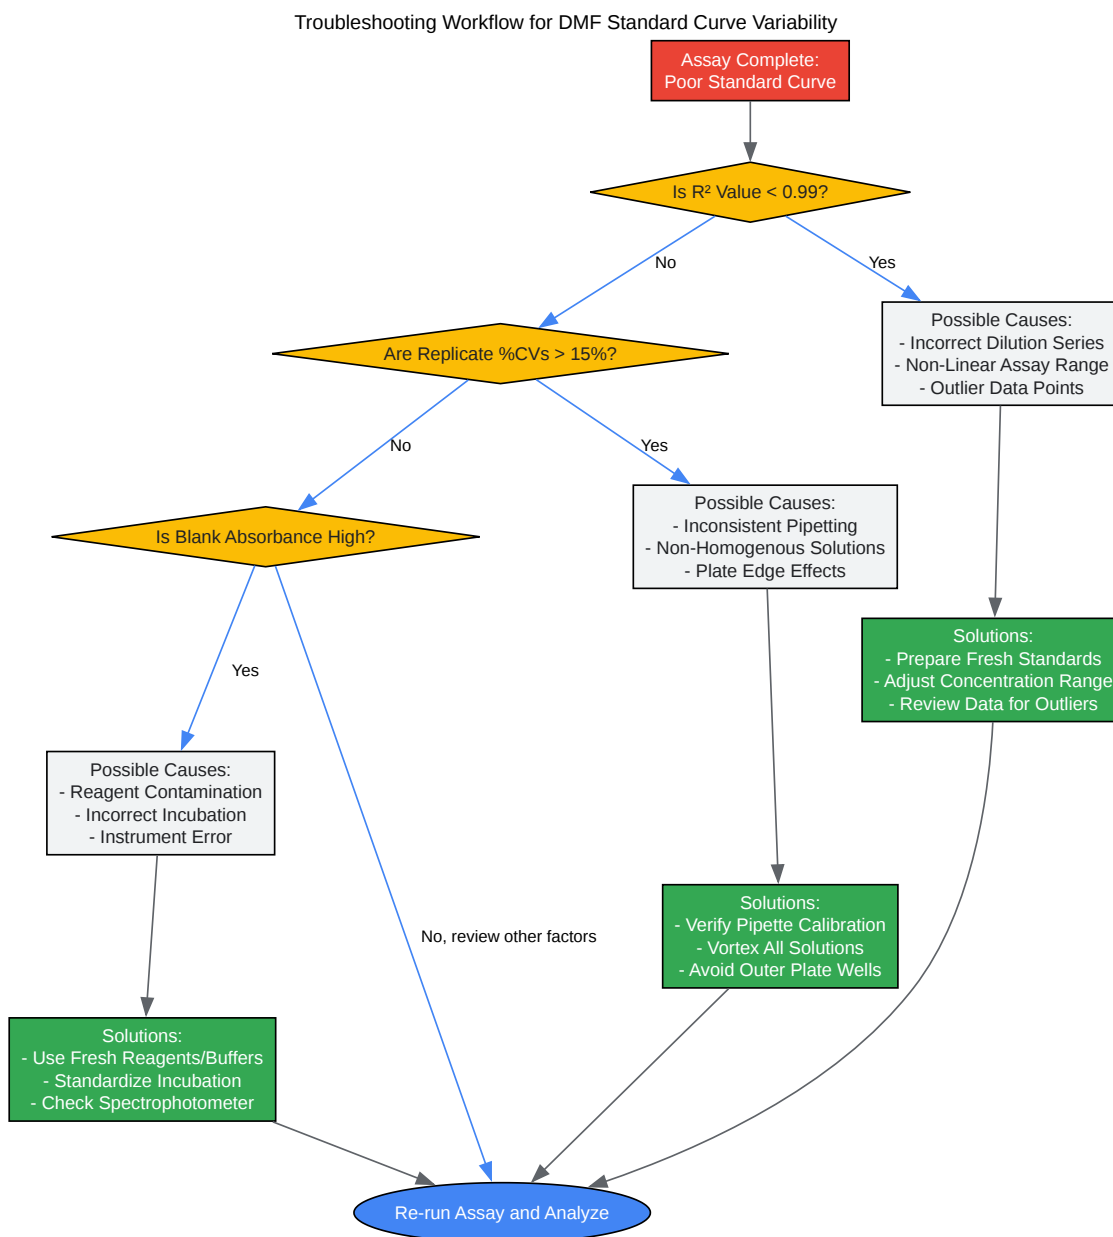 Troubleshooting Workflow for DMF Standard Curve Variability
Assay Complete:
Poor Standard Curve
Is R² Value < 0.99?
No
Yes
Possible Causes:
- Incorrect Dilution Series
- Non-Linear Assay Range
- Outlier Data Points
Are Replicate %CVs > 15%?
No
Yes
Possible Causes:
- Inconsistent Pipetting
- Non-Homogenous Solutions
- Plate Edge Effects
Is Blank Absorbance High?
Solutions:
- Prepare Fresh Standards
- Adjust Concentration Range
- Review Data for Outliers
Yes
Possible Causes:
- Reagent Contamination
- Incorrect Incubation
- Instrument Error
No, review other factors
Solutions:
- Verify Pipette Calibration
- Vortex All Solutions
- Avoid Outer Plate Wells
Solutions:
- Use Fresh Reagents/Buffers
- Standardize Incubation
- Check Spectrophotometer
Re-run Assay and Analyze